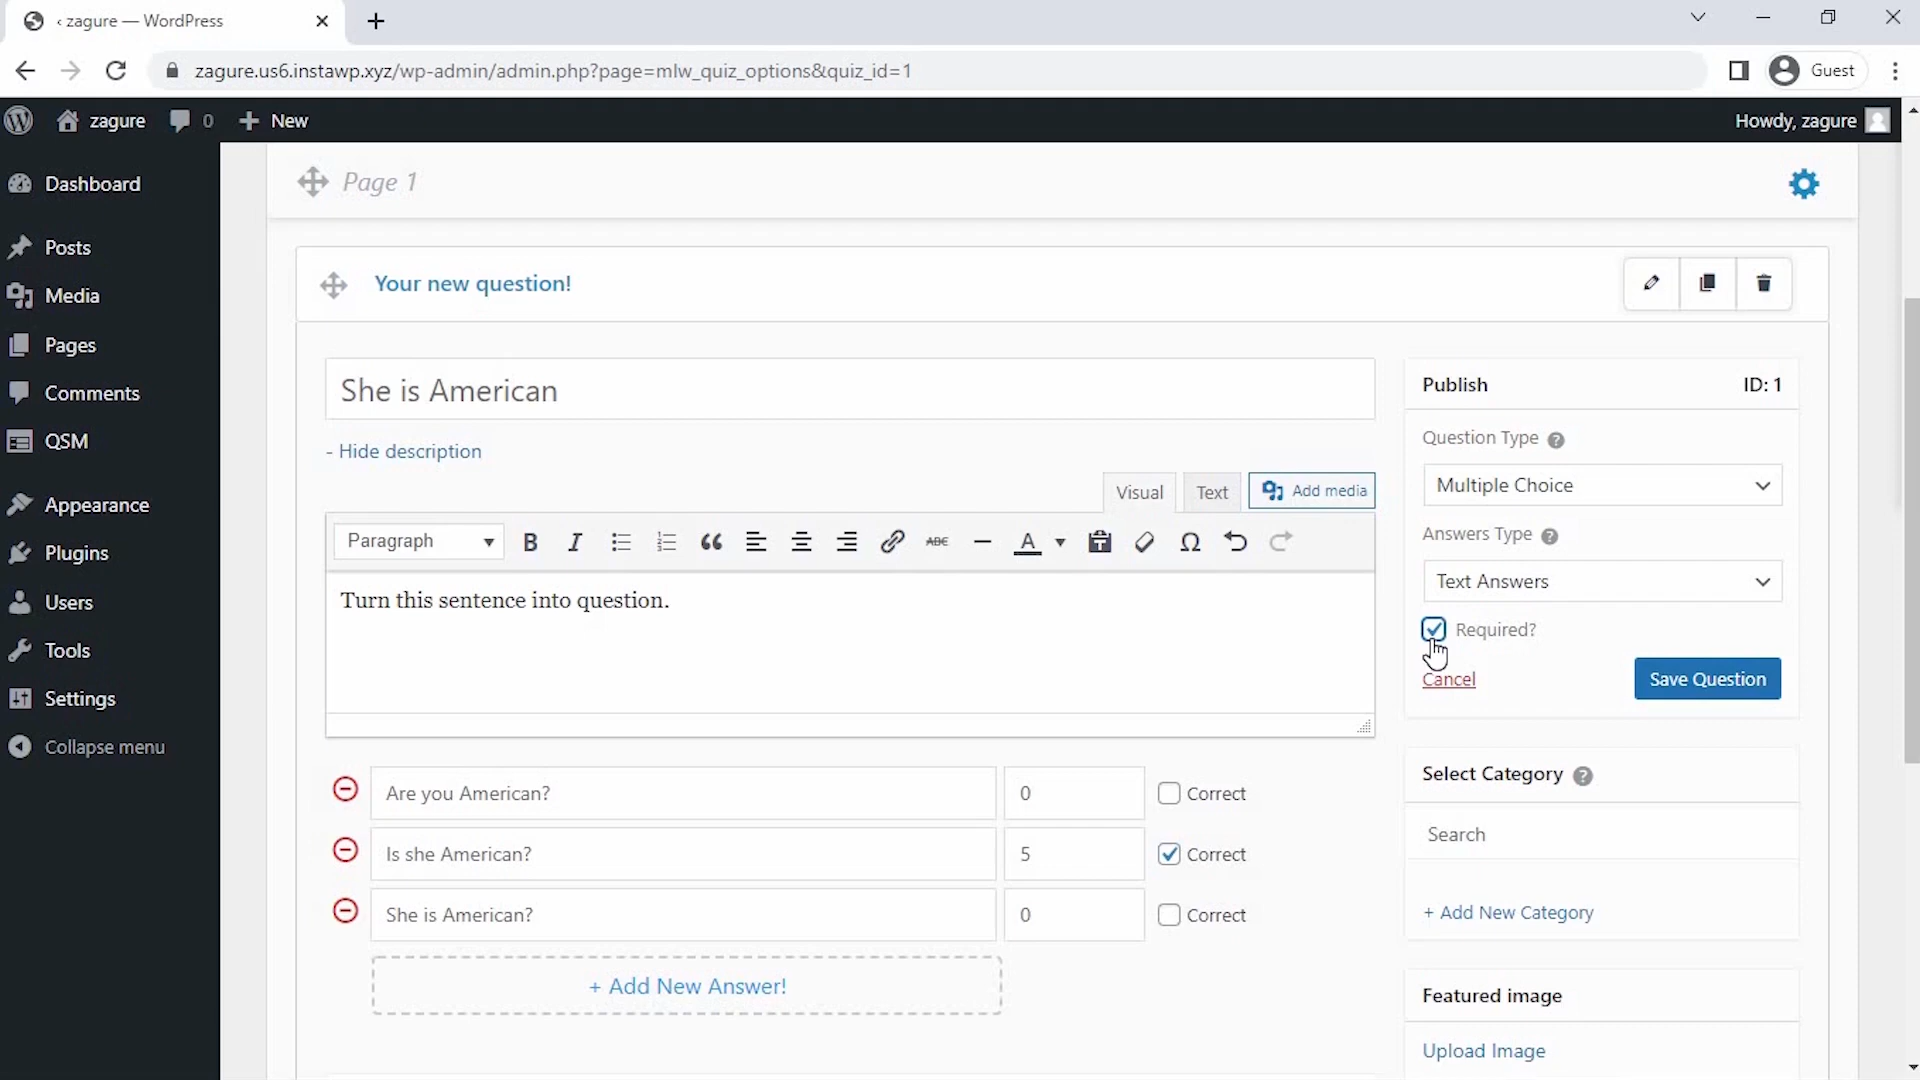 ‹ zagure — WordPress
zagure.us6.instawp.xyz/wp-admin/admin.php?page=mlw_quiz_options&quiz_id=1
Guest
zagure
0
New
Howdy, zagure
Dashboard
Posts
Media
Pages
Comments
QSM
Appearance
Plugins
Users
Tools
Settings
Collapse menu
Page 1
Your new question!
She is American
- Hide description
Visual
Text
Add media
Paragraph
B
I
ABC
A
Ω
Turn this sentence into question.
Are you American?
0
Correct
Is she American?
5
Correct
She is American?
0
Correct
+ Add New Answer!
Publish
ID: 1
Question Type ?
Multiple Choice
Answers Type ?
Text Answers
Required?
Cancel
Save Question
Select Category ?
Search
+ Add New Category
Featured image
Upload Image